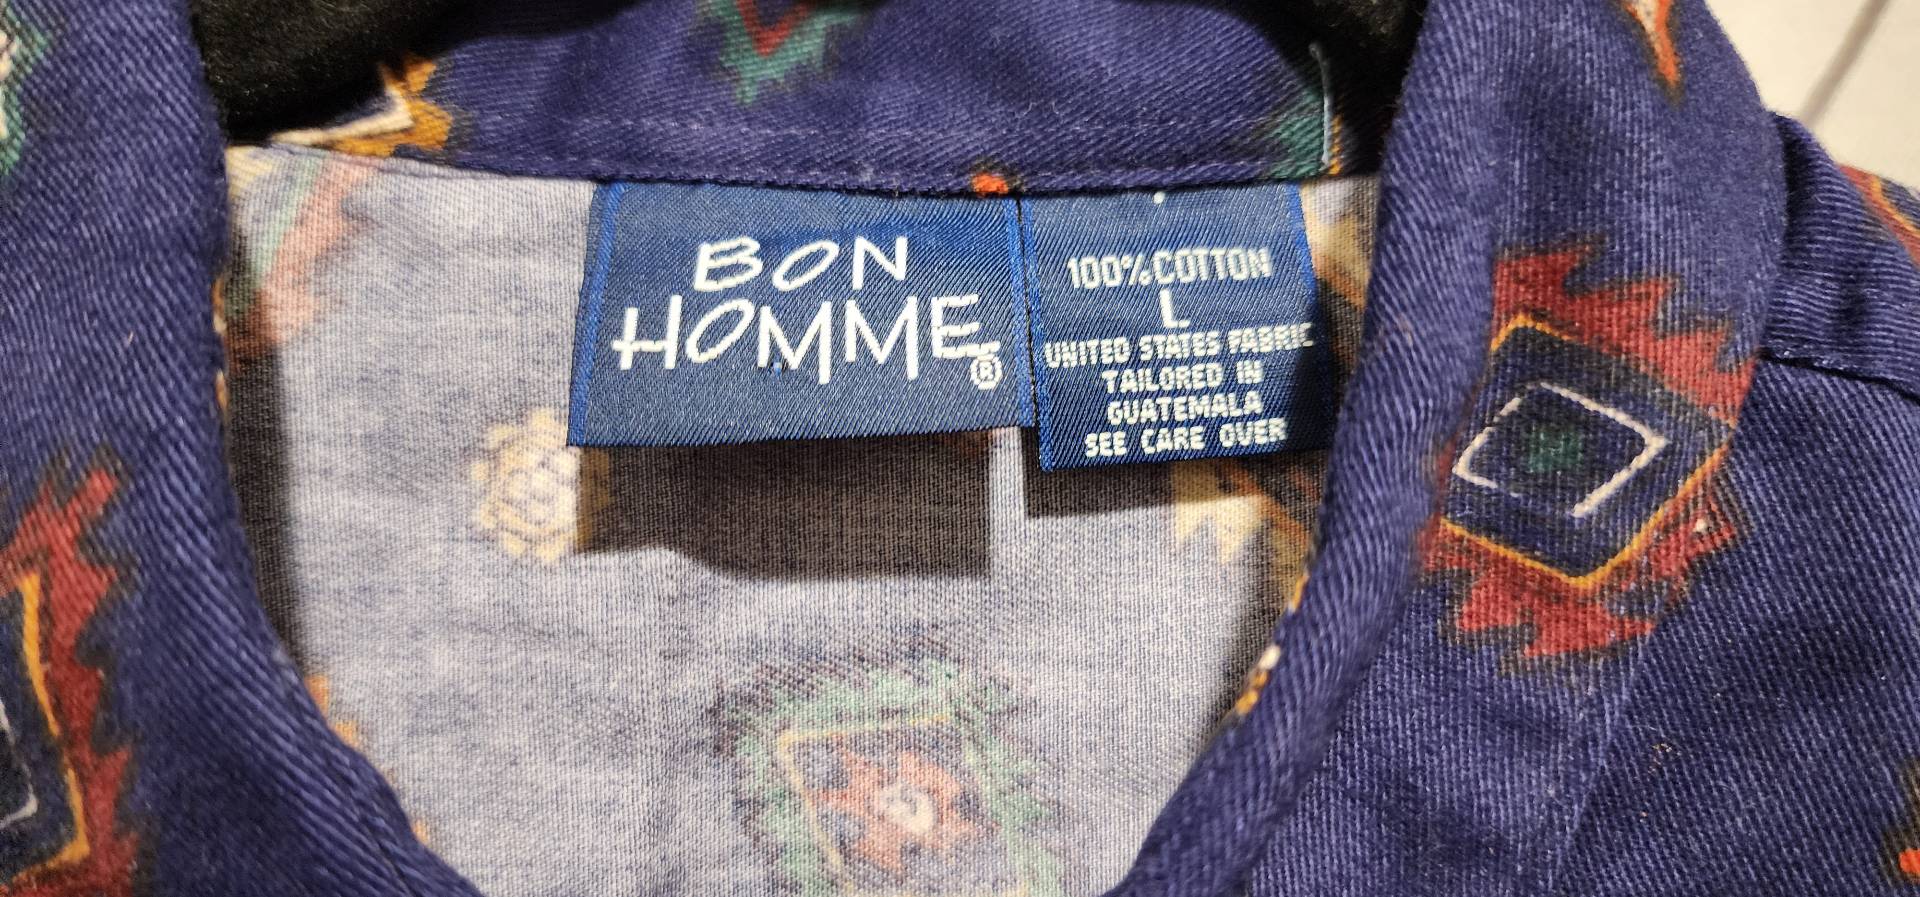 BON
HOMME®
100% COTTON
L
UNITED STATES FABRIC
TAILORED IN
GUATEMALA
SEE CARE OVER